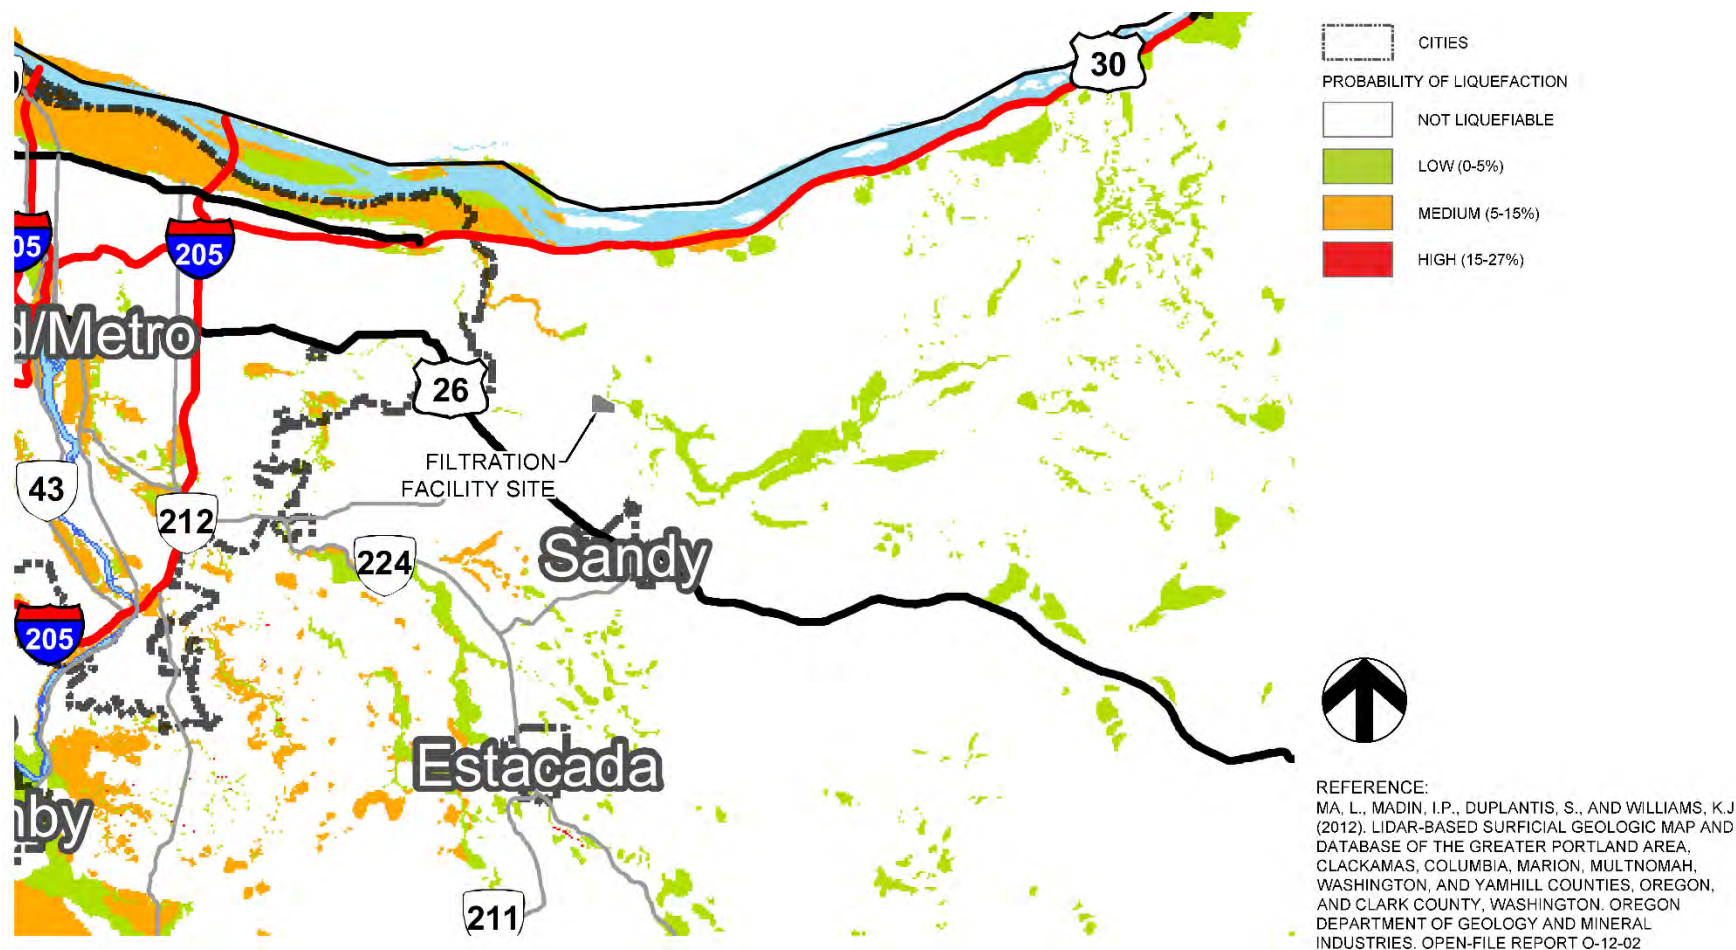 30
CITIES
PROBABILITY OF LIQUEFACTION
NOT LIQUEFIABLE
LOW (0-5%)
MEDIUM (5-15%)
HIGH (15-27%)
05
205
d/Metro
26
FILTRATION
FACILITY SITE
43
212
224
Sandy
205
Estacada
nby
211
REFERENCE:
MA, L., MADIN, I.P., DUPLANTIS, S., AND WILLIAMS, K.J
(2012). LIDAR-BASED SURFICIAL GEOLOGIC MAP AND
DATABASE OF THE GREATER PORTLAND AREA,
CLACKAMAS, COLUMBIA, MARION, MULTNOMAH,
WASHINGTON, AND YAMHILL COUNTIES, OREGON,
AND CLARK COUNTY, WASHINGTON. OREGON
DEPARTMENT OF GEOLOGY AND MINERAL
INDUSTRIES. OPEN-FILE REPORT O-12-02